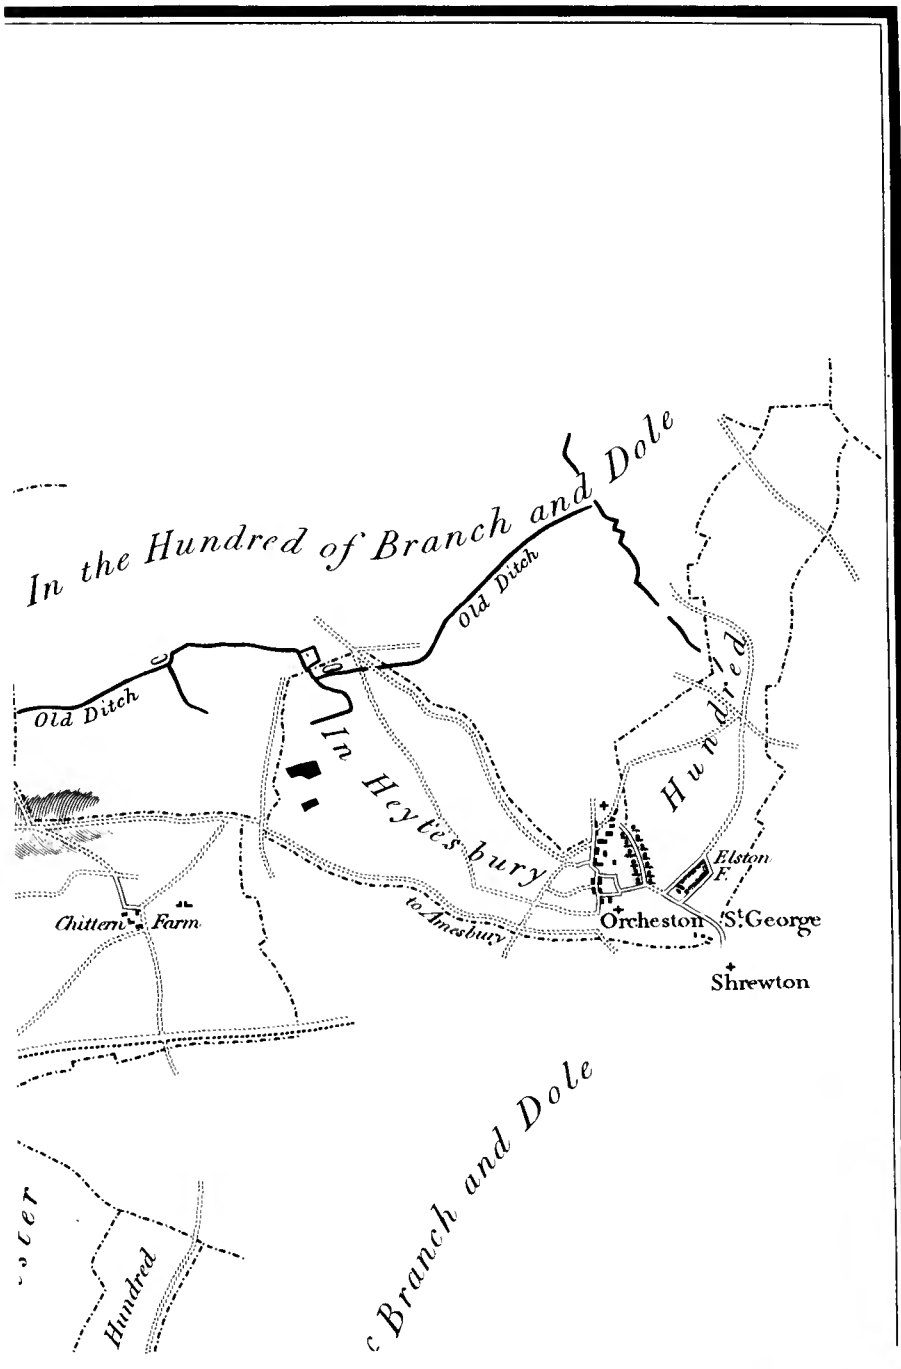 In the Hundred of Branch and Dole
Old Ditch
Old Ditch
In Heytesbury Hundred
Elston
F.
Chittern Farm
to Amesbury
Orcheston St. George
Shrewton
Branch and Dole
Hundred